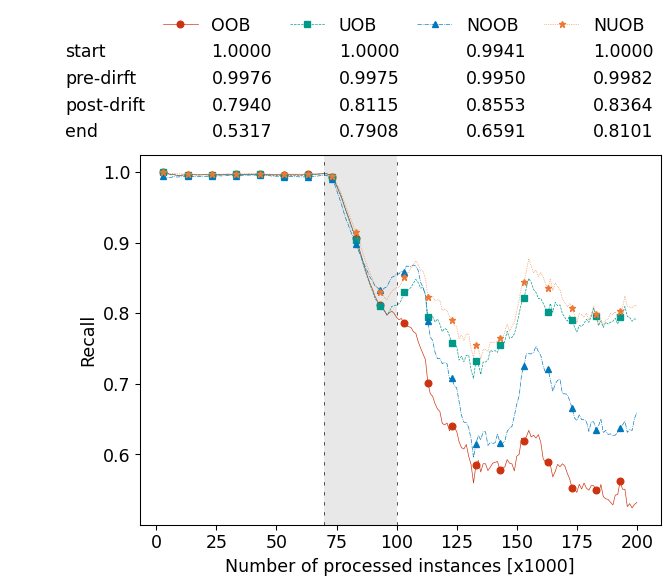 OOB UOB NOOB NUOB
start 1.0000 1.0000 0.9941 1.0000
pre-dirft 0.9976 0.9975 0.9950 0.9982
post-drift 0.7940 0.8115 0.8553 0.8364
end 0.5317 0.7908 0.6591 0.8101
1.0
0.9
0.8
0.7
0.6
Recall
0 25 50 75 100 125 150 175 200
Number of processed instances [x1000]